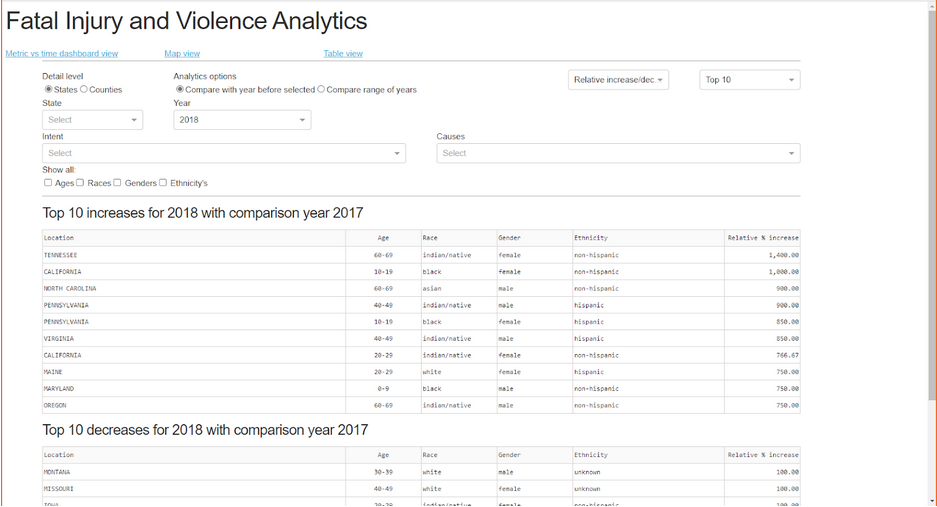 Fatal Injury and Violence Analytics
Metric vs time dashboard view Map view Table view
Detail level Analytics options
States Counties Compare with year before selected Compare range of years Relative increase/dec. Top 10
State Year
Select 2018
Intent Causes
Select Select
Show all:
Ages Races Genders Ethnicity's
Top 10 increases for 2018 with comparison year 2017
Location Age Race Gender Ethnicity Relative % increase
TENNESSEE 60-69 indian/native female non-hispanic 1,400.00
CALIFORNIA 10-19 black female non-hispanic 1,000.00
NORTH CAROLINA 60-69 asian male non-hispanic 900.00
PENNSYLVANIA 40-49 indian/native male hispanic 900.00
PENNSYLVANIA 10-19 black female hispanic 850.00
VIRGINIA 40-49 indian/native male hispanic 850.00
CALIFORNIA 20-29 indian/native female non-hispanic 766.67
MAINE 20-29 white female hispanic 750.00
MARYLAND 0-9 black male non-hispanic 750.00
OREGON 60-69 indian/native male non-hispanic 750.00
Top 10 decreases for 2018 with comparison year 2017
Location Age Race Gender Ethnicity Relative % increase
MONTANA 30-39 white male unknown 100.00
MISSOURI 40-49 white female unknown 100.00
IOWA indian/native female non-hispanic 100.00